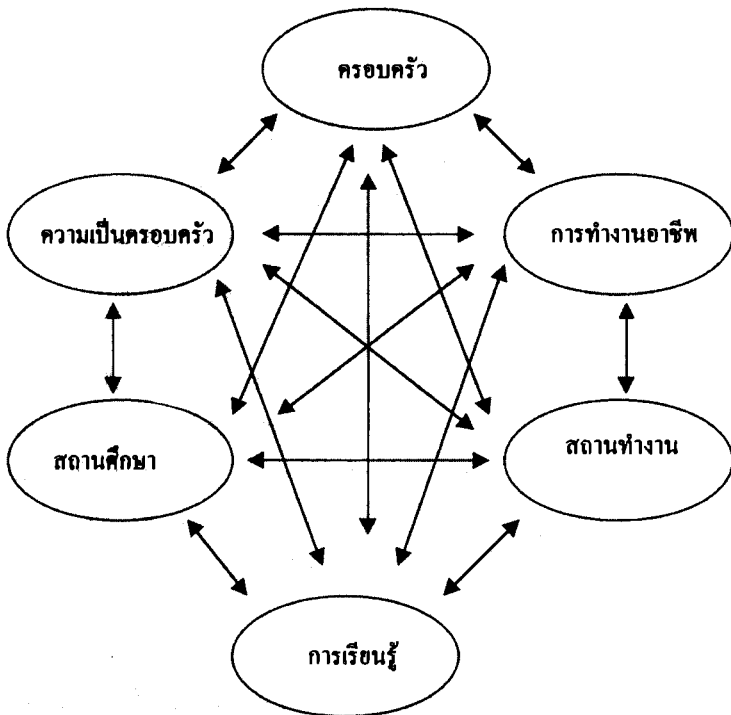 ครอบครัว
ความเป็นครอบครัว
การทำงานอาชีพ
สถานศึกษา
สถานทำงาน
การเรียนรู้